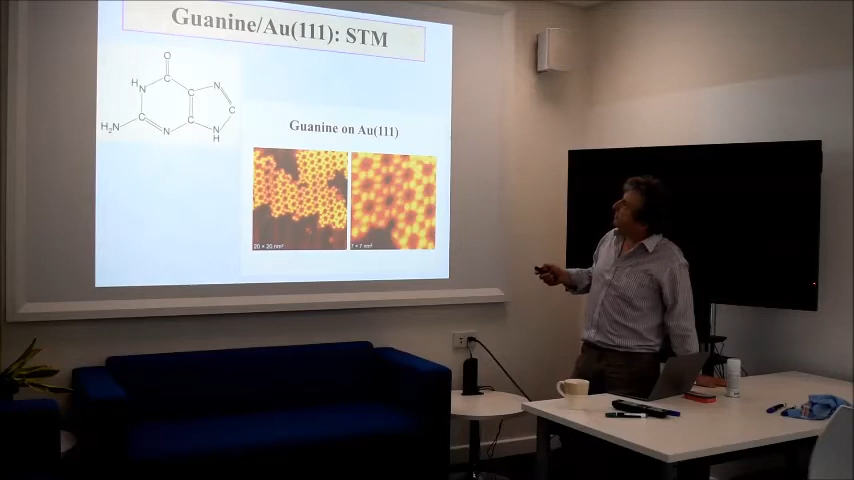 Guanine/Au(111): STM
O
H
N
C
C
N
C
H₂N
C
N
C
N
H
Guanine on Au(111)
20 × 20 nm²
7 × 7 nm²